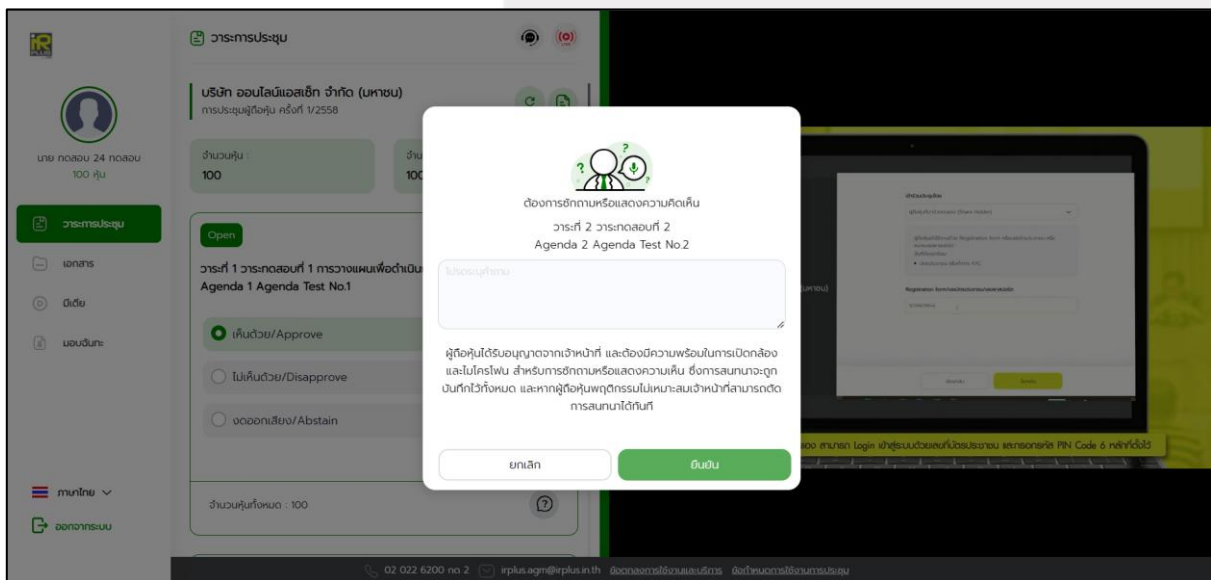 iR
PLUS
นาย ทดสอบ 24 ทดสอบ
100 หุ้น
วาระการประชุม
เอกสาร
มีเดีย
มอบฉันทะ
ภาษาไทย
ออกจากระบบ
วาระการประชุม
บริษัท ออนไลน์แอสเซ็ท จำกัด (มหาชน)
การประชุมผู้ถือหุ้น ครั้งที่ 1/2558
จำนวนหุ้น :
100
จำน
100
Open
วาระที่ 1 วาระทดสอบที่ 1 การวางแผนเพื่อดำเนิน
Agenda 1 Agenda Test No.1
เห็นด้วย/Approve
ไม่เห็นด้วย/Disapprove
งดออกเสียง/Abstain
จำนวนหุ้นทั้งหมด : 100
ต้องการซักถามหรือแสดงความคิดเห็น
วาระที่ 2 วาระทดสอบที่ 2
Agenda 2 Agenda Test No.2
โปรดระบุคำถาม
ผู้ถือหุ้นได้รับอนุญาตจากเจ้าหน้าที่ และต้องมีความพร้อมในการเปิดกล้อง
และไมโครโฟน สำหรับการซักถามหรือแสดงความเห็น ซึ่งการสนทนาจะถูก
บันทึกไว้ทั้งหมด และหากผู้ถือหุ้นพฤติกรรมไม่เหมาะสมเจ้าหน้าที่สามารถตัด
การสนทนาได้ทันที
ยกเลิก
ยืนยัน
(มหาชน)
สามารถ Login เข้าสู่ระบบด้วยเลขที่บัตรประชาชน และกรอกรหัส PIN Code 6 หลักที่ตั้งไว้
02 022 6200 กด 2
irplus.agm@irplus.in.th
ข้อตกลงการใช้งานและบริการ
ข้อกำหนดการใช้งานการประชุม